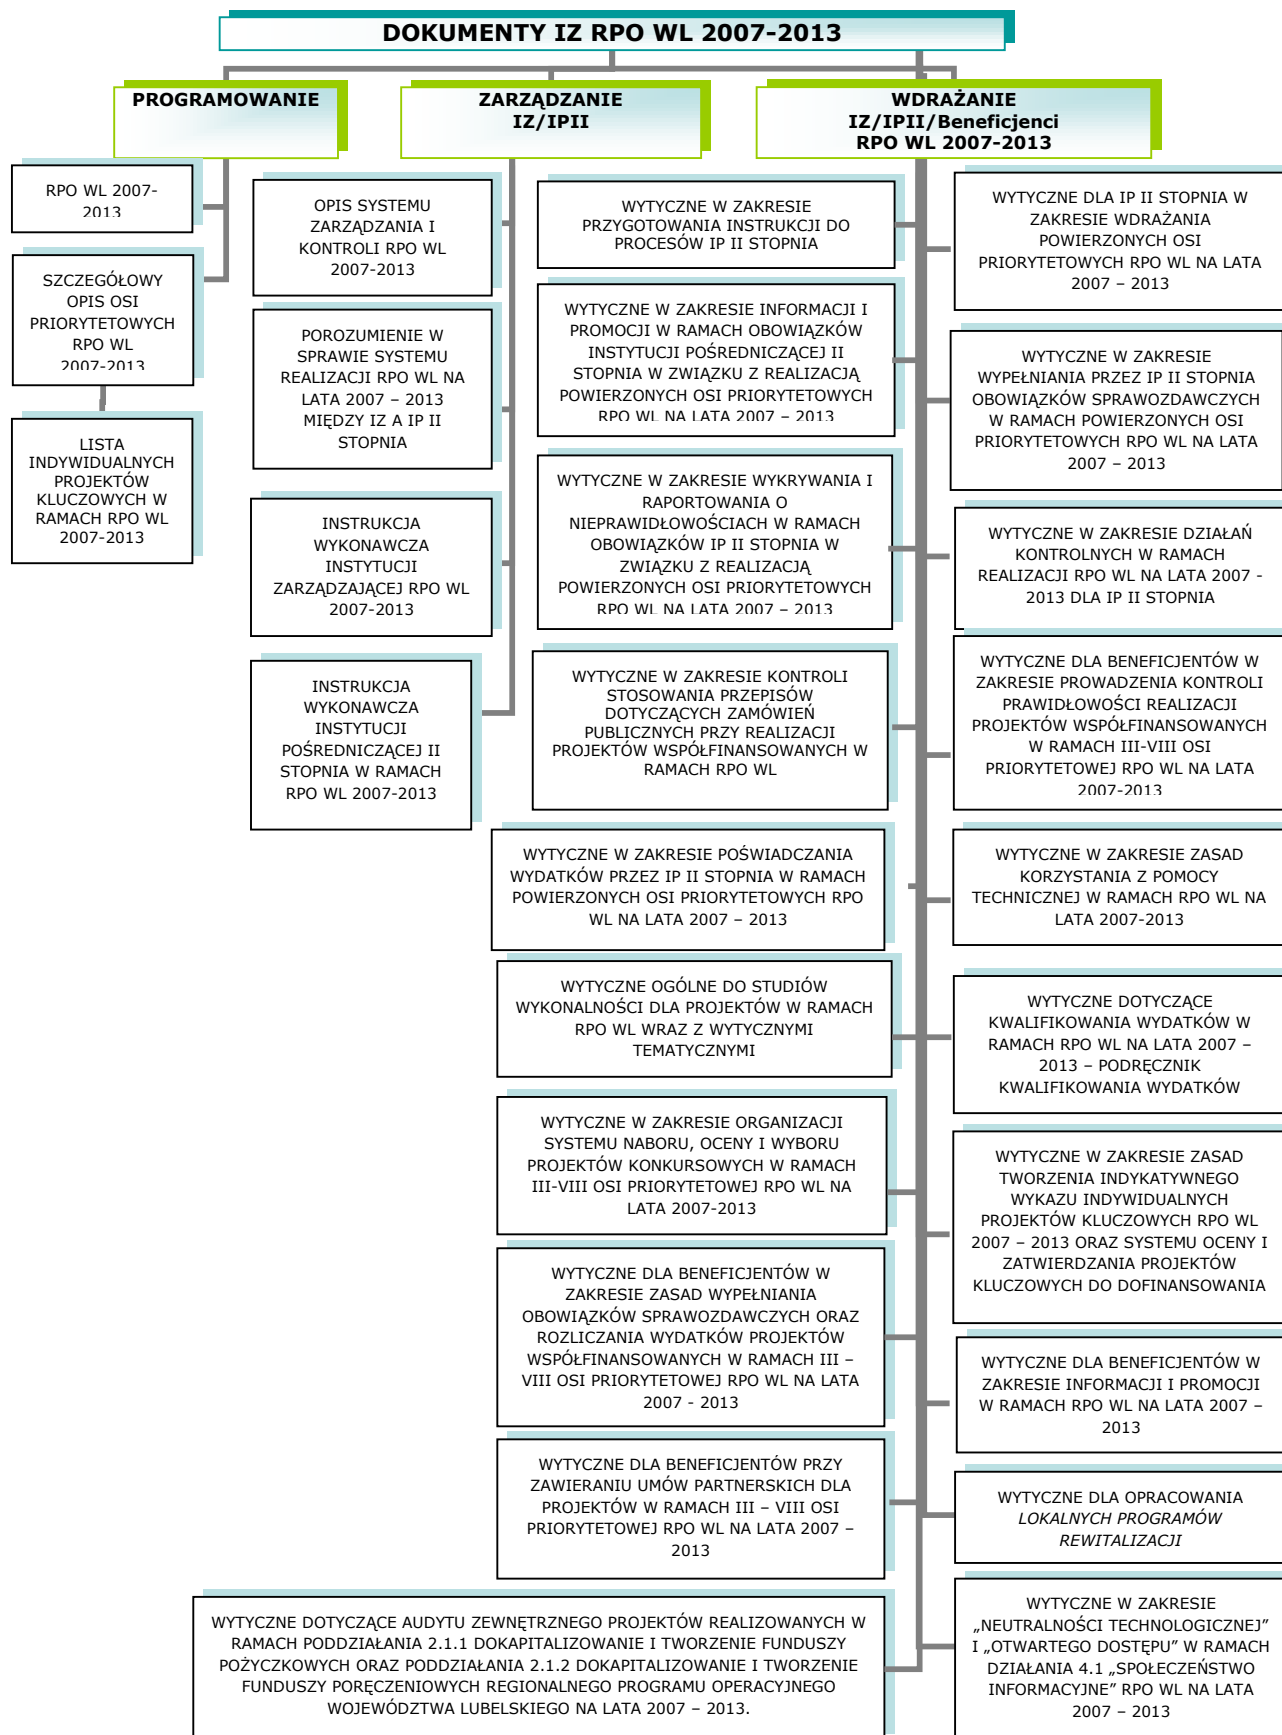 DOKUMENTY IZ RPO WL 2007-2013
PROGRAMOWANIE
ZARZĄDZANIE
IZ/IPII
WDRAŻANIE
IZ/IPII/Beneficjenci
RPO WL 2007-2013
RPO WL 2007-
2013
SZCZEGÓŁOWY
OPIS OSI
PRIORYTETOWYCH
RPO WL
2007-2013
LISTA
INDYWIDUALNYCH
PROJEKTÓW
KLUCZOWYCH W
RAMACH RPO WL
2007-2013
OPIS SYSTEMU
ZARZĄDZANIA I
KONTROLI RPO WL
2007-2013
POROZUMIENIE W
SPRAWIE SYSTEMU
REALIZACJI RPO WL NA
LATA 2007 – 2013
MIĘDZY IZ A IP II
STOPNIA
INSTRUKCJA
WYKONAWCZA
INSTYTUCJI
ZARZĄDZAJĄCEJ RPO WL
2007-2013
INSTRUKCJA
WYKONAWCZA
INSTYTUCJI
POŚREDNICZĄCEJ II
STOPNIA W RAMACH
RPO WL 2007-2013
WYTYCZNE W ZAKRESIE
PRZYGOTOWANIA INSTRUKCJI DO
PROCESÓW IP II STOPNIA
WYTYCZNE W ZAKRESIE INFORMACJI I
PROMOCJI W RAMACH OBOWIĄZKÓW
INSTYTUCJI POŚREDNICZĄCEJ II
STOPNIA W ZWIĄZKU Z REALIZACJĄ
POWIERZONYCH OSI PRIORYTETOWYCH
RPO WL NA LATA 2007 – 2013
WYTYCZNE W ZAKRESIE WYKRYWANIA I
RAPORTOWANIA O
NIEPRAWIDŁOWOŚCIACH W RAMACH
OBOWIĄZKÓW IP II STOPNIA W
ZWIĄZKU Z REALIZACJĄ
POWIERZONYCH OSI PRIORYTETOWYCH
RPO WL NA LATA 2007 – 2013
WYTYCZNE W ZAKRESIE KONTROLI
STOSOWANIA PRZEPISÓW
DOTYCZĄCYCH ZAMÓWIEŃ
PUBLICZNYCH PRZY REALIZACJI
PROJEKTÓW WSPÓŁFINANSOWANYCH W
RAMACH RPO WL
WYTYCZNE W ZAKRESIE POŚWIADCZANIA
WYDATKÓW PRZEZ IP II STOPNIA W RAMACH
POWIERZONYCH OSI PRIORYTETOWYCH RPO
WL NA LATA 2007 – 2013
WYTYCZNE OGÓLNE DO STUDIÓW
WYKONALNOŚCI DLA PROJEKTÓW W RAMACH
RPO WL WRAZ Z WYTYCZNYMI
TEMATYCZNYMI
WYTYCZNE W ZAKRESIE ORGANIZACJI
SYSTEMU NABORU, OCENY I WYBORU
PROJEKTÓW KONKURSOWYCH W RAMACH
III-VIII OSI PRIORYTETOWEJ RPO WL NA
LATA 2007-2013
WYTYCZNE DLA BENEFICJENTÓW W
ZAKRESIE ZASAD WYPEŁNIANIA
OBOWIĄZKÓW SPRAWOZDAWCZYCH ORAZ
ROZLICZANIA WYDATKÓW PROJEKTÓW
WSPÓŁFINANSOWANYCH W RAMACH III –
VIII OSI PRIORYTETOWEJ RPO WL NA LATA
2007 - 2013
WYTYCZNE DLA BENEFICJENTÓW PRZY
ZAWIERANIU UMÓW PARTNERSKICH DLA
PROJEKTÓW W RAMACH III – VIII OSI
PRIORYTETOWEJ RPO WL NA LATA 2007 –
2013
WYTYCZNE DOTYCZĄCE AUDYTU ZEWNĘTRZNEGO PROJEKTÓW REALIZOWANYCH W
RAMACH PODDZIAŁANIA 2.1.1 DOKAPITALIZOWANIE I TWORZENIE FUNDUSZY
POŻYCZKOWYCH ORAZ PODDZIAŁANIA 2.1.2 DOKAPITALIZOWANIE I TWORZENIE
FUNDUSZY PORĘCZENIOWYCH REGIONALNEGO PROGRAMU OPERACYJNEGO
WOJEWÓDZTWA LUBELSKIEGO NA LATA 2007 – 2013.
WYTYCZNE DLA IP II STOPNIA W
ZAKRESIE WDRAŻANIA
POWIERZONYCH OSI
PRIORYTETOWYCH RPO WL NA LATA
2007 – 2013
WYTYCZNE W ZAKRESIE
WYPEŁNIANIA PRZEZ IP II STOPNIA
OBOWIĄZKÓW SPRAWOZDAWCZYCH
W RAMACH POWIERZONYCH OSI
PRIORYTETOWYCH RPO WL NA LATA
2007 – 2013
WYTYCZNE W ZAKRESIE DZIAŁAŃ
KONTROLNYCH W RAMACH
REALIZACJI RPO WL NA LATA 2007 -
2013 DLA IP II STOPNIA
WYTYCZNE DLA BENEFICJENTÓW W
ZAKRESIE PROWADZENIA KONTROLI
PRAWIDŁOWOŚCI REALIZACJI
PROJEKTÓW WSPÓŁFINANSOWANYCH
W RAMACH III-VIII OSI
PRIORYTETOWEJ RPO WL NA LATA
2007-2013
WYTYCZNE W ZAKRESIE ZASAD
KORZYSTANIA Z POMOCY
TECHNICZNEJ W RAMACH RPO WL NA
LATA 2007-2013
WYTYCZNE DOTYCZĄCE
KWALIFIKOWANIA WYDATKÓW W
RAMACH RPO WL NA LATA 2007 –
2013 – PODRĘCZNIK
KWALIFIKOWANIA WYDATKÓW
WYTYCZNE W ZAKRESIE ZASAD
TWORZENIA INDYKATYWNEGO
WYKAZU INDYWIDUALNYCH
PROJEKTÓW KLUCZOWYCH RPO WL
2007 – 2013 ORAZ SYSTEMU OCENY I
ZATWIERDZANIA PROJEKTÓW
KLUCZOWYCH DO DOFINANSOWANIA
WYTYCZNE DLA BENEFICJENTÓW W
ZAKRESIE INFORMACJI I PROMOCJI
W RAMACH RPO WL NA LATA 2007 –
2013
WYTYCZNE DLA OPRACOWANIA
LOKALNYCH PROGRAMÓW
REWITALIZACJI
WYTYCZNE W ZAKRESIE
„NEUTRALNOŚCI TECHNOLOGICZNEJ”
I „OTWARTEGO DOSTĘPU” W RAMACH
DZIAŁANIA 4.1 „SPOŁECZEŃSTWO
INFORMACYJNE” RPO WL NA LATA
2007 – 2013